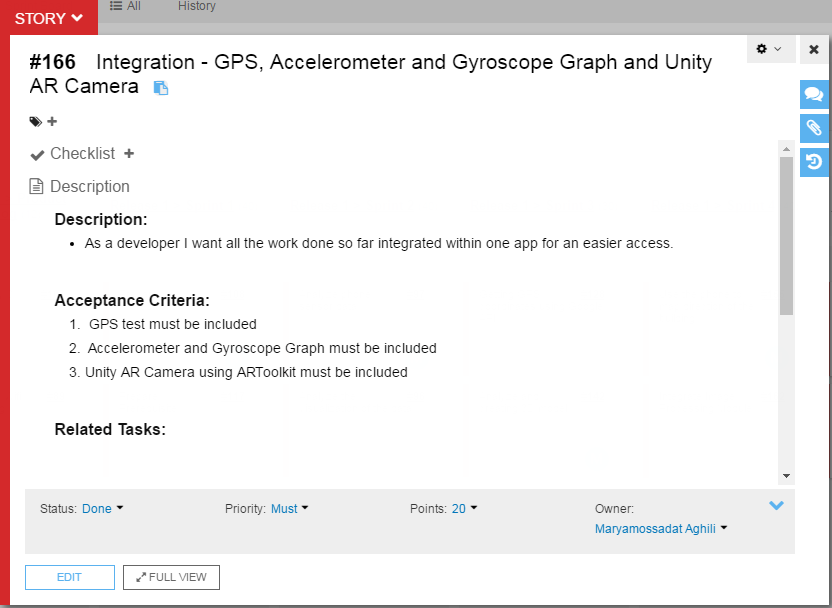 All
History
STORY
#166 Integration - GPS, Accelerometer and Gyroscope Graph and Unity
AR Camera
Checklist
Description
Description:
• As a developer I want all the work done so far integrated within one app for an easier access.
Acceptance Criteria:
1. GPS test must be included
2. Accelerometer and Gyroscope Graph must be included
3. Unity AR Camera using ARToolkit must be included
Related Tasks:
Status: Done
Priority: Must
Points: 20
Owner:
Maryamossadat Aghili
EDIT
FULL VIEW